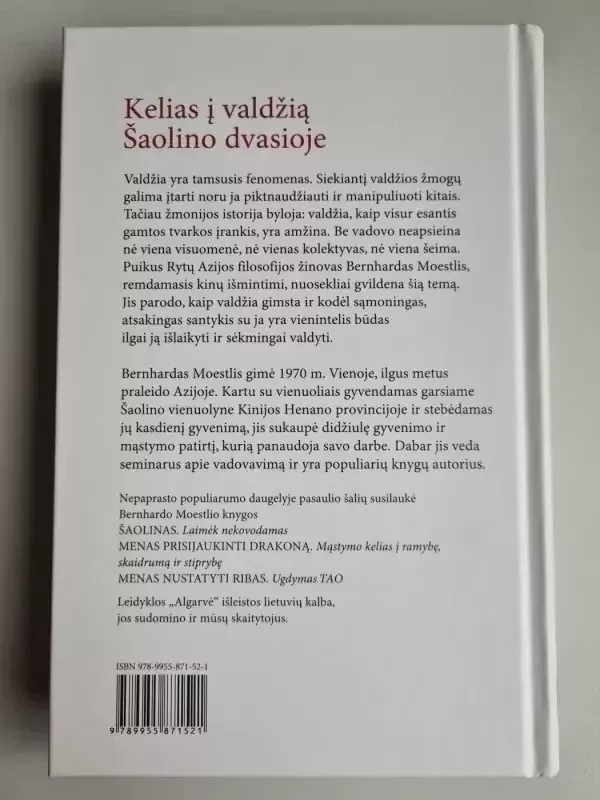 Kelias į valdžią
Šaolino dvasioje
Valdžia yra tamsusis fenomenas. Siekiantį valdžios žmogų
galima įtarti noru ja piktnaudžiauti ir manipuliuoti kitais.
Tačiau žmonijos istorija byloja: valdžia, kaip visur esantis
gamtos tvarkos įrankis, yra amžina. Be vadovo neapsieina
nė viena visuomenė, nė vienas kolektyvas, nė viena šeima.
Puikus Rytų Azijos filosofijos žinovas Bernhardas Moestlis,
remdamasis kinų išmintimi, nuosekliai gvildena šią temą.
Jis parodo, kaip valdžia gimsta ir kodėl sąmoningas,
atsakingas santykis su ja yra vienintelis būdas
ilgai ją išlaikyti ir sėkmingai valdyti.
Bernhardas Moestlis gimė 1970 m. Vienoje, ilgus metus
praleido Azijoje. Kartu su vienuoliais gyvendamas garsiame
Šaolino vienuolyne Kinijos Henano provincijoje ir stebėdamas
jų kasdienį gyvenimą, jis sukaupė didžiulę gyvenimo ir
mąstymo patirtį, kurią panaudoja savo darbe. Dabar jis veda
seminarus apie vadovavimą ir yra populiarių knygų autorius.
Nepaprasto populiarumo daugelyje pasaulio šalių susilaukė
Bernhardo Moestlio knygos
ŠAOLINAS. Laimėk nekovodamas
MENAS PRISIJAUKINTI DRAKONĄ. Mąstymo kelias į ramybę,
skaidrumą ir stiprybę
MENAS NUSTATYTI RIBAS. Ugdymas TAO
Leidyklos „Algarvė“ išleistos lietuvių kalba,
jos sudomino ir mūsų skaitytojus.
ISBN 978-9955-871-52-1
9 789955 871521